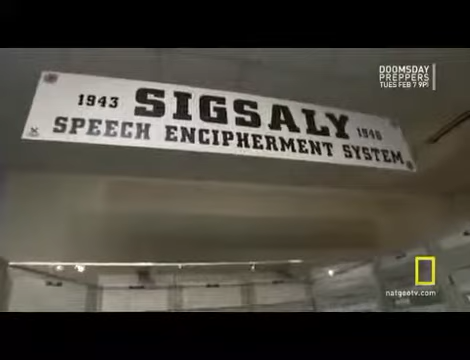 DOOMSDAY
PREPPERS
TUES FEB 7 9P|
1943 SIGSALY 1946
SPEECH ENCIPHERMENT SYSTEM
natgeotv.com